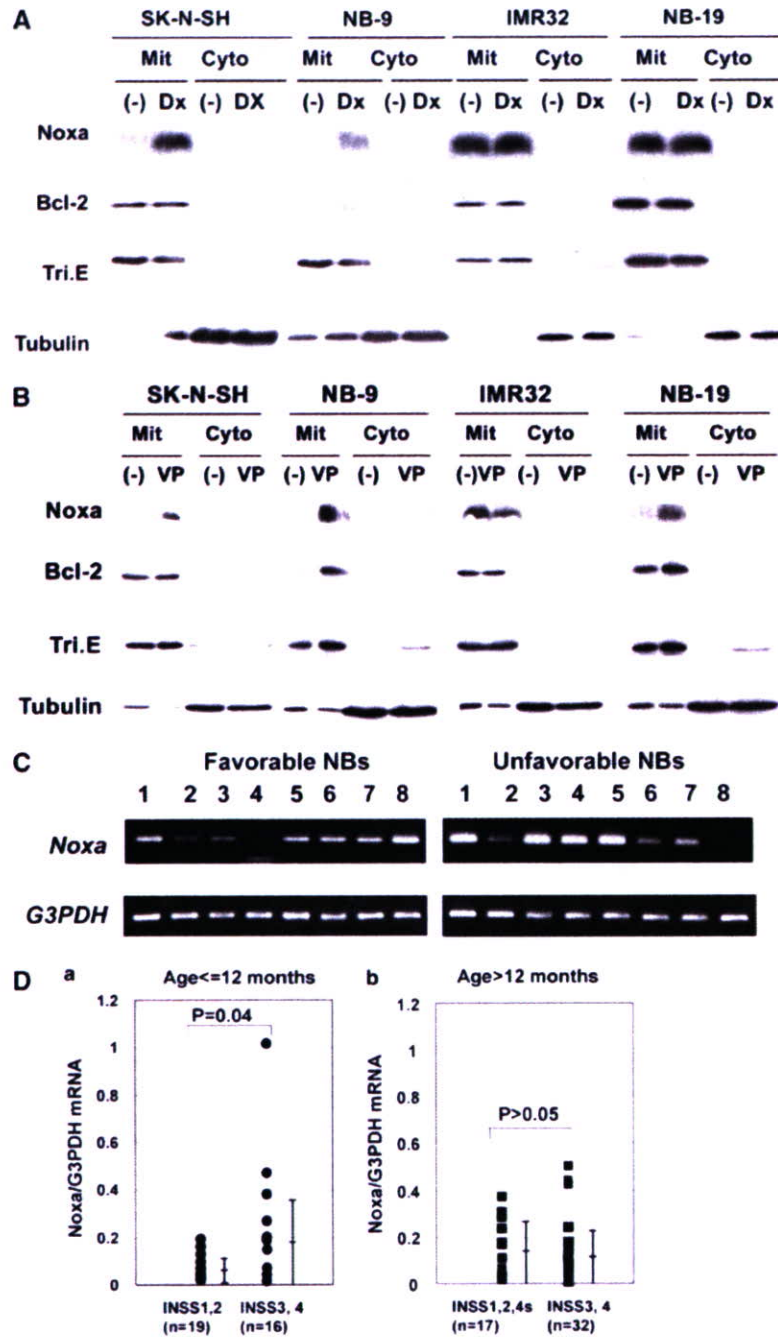 A
SK-N-SH NB-9 IMR32 NB-19
Mit Cyto Mit Cyto Mit Cyto Mit Cyto
(-) Dx (-) DX (-) Dx (-) Dx (-) Dx (-) Dx (-) Dx (-) Dx
Noxa
Bcl-2
Tri.E
Tubulin
B
SK-N-SH NB-9 IMR32 NB-19
Mit Cyto Mit Cyto Mit Cyto Mit Cyto
(-) VP (-) VP (-) VP (-) VP (-)VP (-) VP (-) VP (-) VP
Noxa
Bcl-2
Tri.E
Tubulin
C
Favorable NBs Unfavorable NBs
1 2 3 4 5 6 7 8 1 2 3 4 5 6 7 8
Noxa
G3PDH
D
a
Age<=12 months
P=0.04
Noxa/G3PDH mRNA
1.2
1
0.8
0.6
0.4
0.2
0
INSS1,2 INSS3, 4
(n=19) (n=16)
b
Age>12 months
P>0.05
Noxa/G3PDH mRNA
1.2
1
0.8
0.6
0.4
0.2
0
INSS1,2,4s INSS3, 4
(n=17) (n=32)